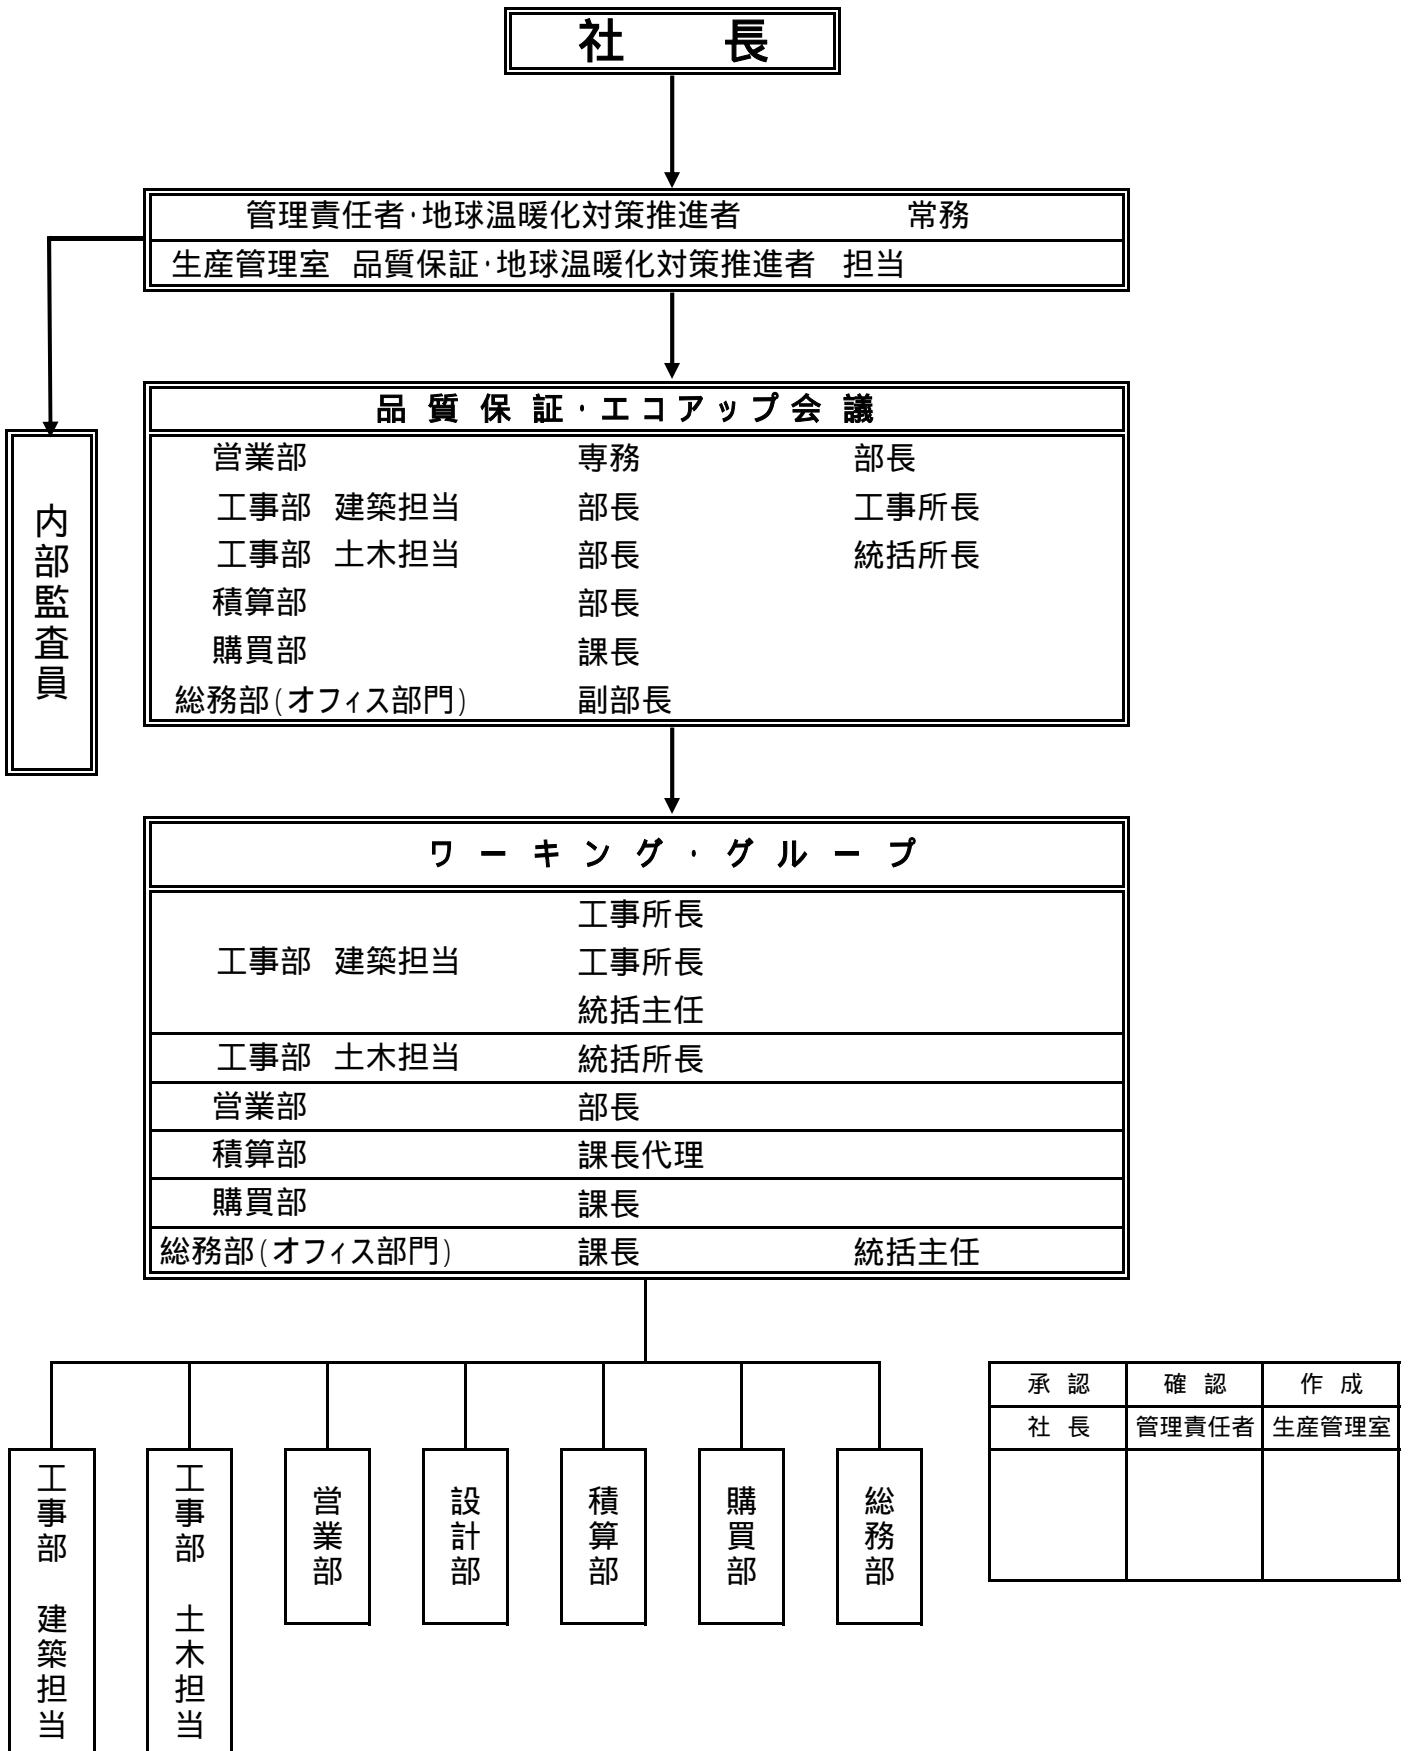 社　長
管理責任者・地球温暖化対策推進者　常務
生産管理室　品質保証・地球温暖化対策推進者　担当
品質保証・エコアップ会議
営業部　専務　部長
工事部　建築担当　部長　工事所長
工事部　土木担当　部長　統括所長
積算部　部長
購買部　課長
総務部(オフィス部門)　副部長
内部監査員
ワーキング・グループ
工事所長
工事部　建築担当　工事所長
統括主任
工事部　土木担当　統括所長
営業部　部長
積算部　課長代理
購買部　課長
総務部(オフィス部門)　課長　統括主任
承　認　確　認　作　成
社　長　管理責任者　生産管理室
工事部　建築担当
工事部　土木担当
営業部
設計部
積算部
購買部
総務部